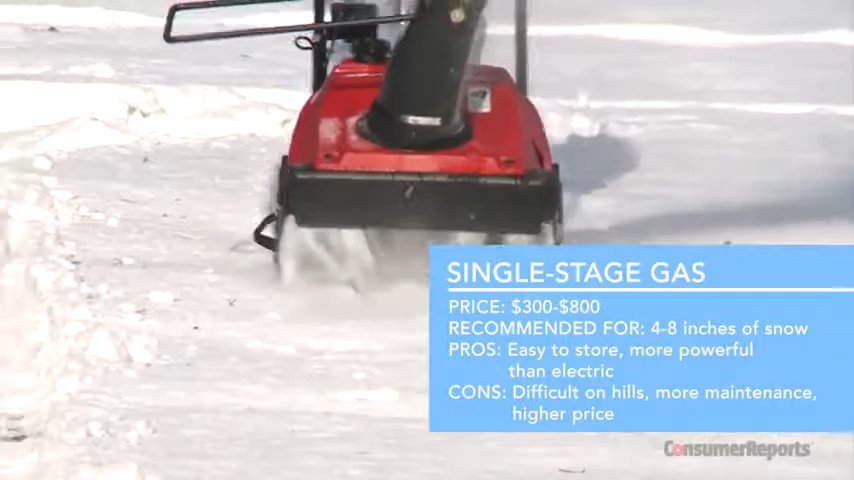 SINGLE-STAGE GAS
PRICE: $300-$800
RECOMMENDED FOR: 4-8 inches of snow
PROS: Easy to store, more powerful
than electric
CONS: Difficult on hills, more maintenance,
higher price
ConsumerReports